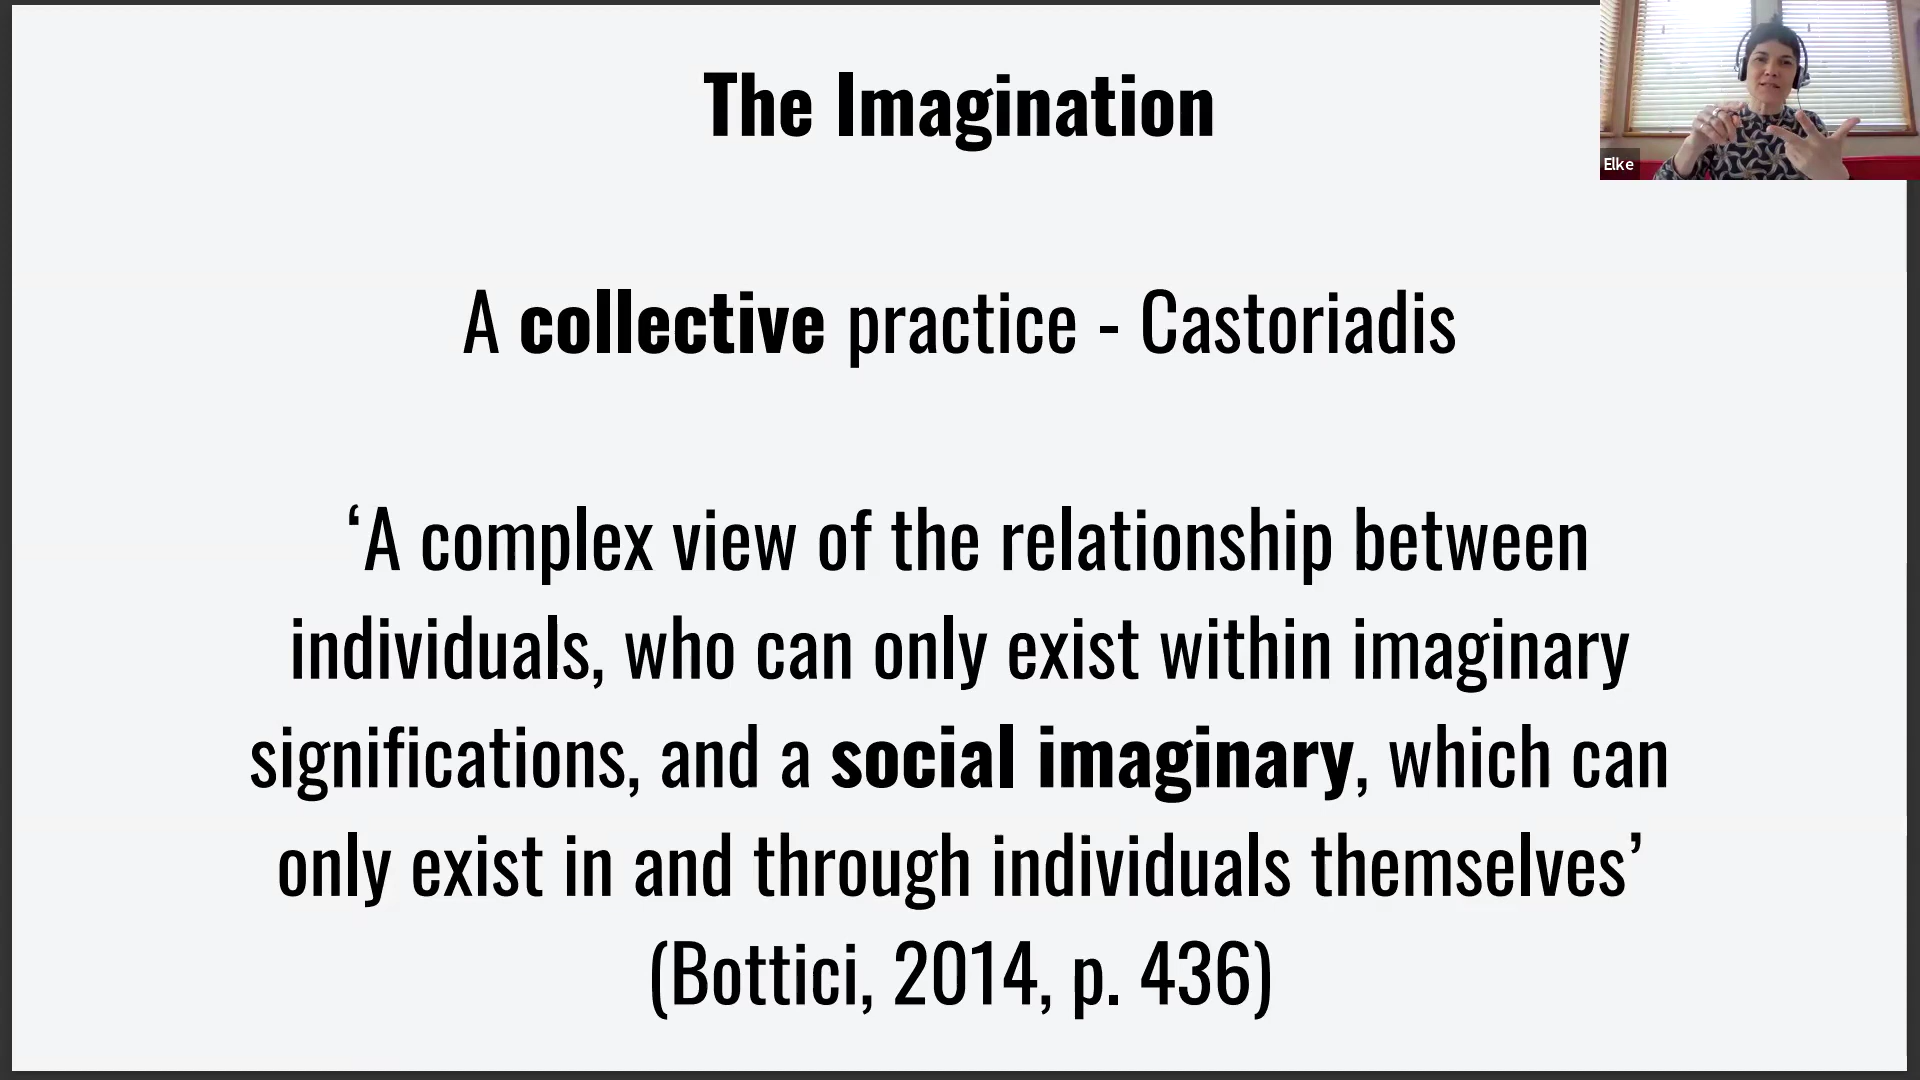 The Imagination
Elke
A collective practice - Castoriadis
‘A complex view of the relationship between
individuals, who can only exist within imaginary
significations, and a social imaginary, which can
only exist in and through individuals themselves’
(Bottici, 2014, p. 436)